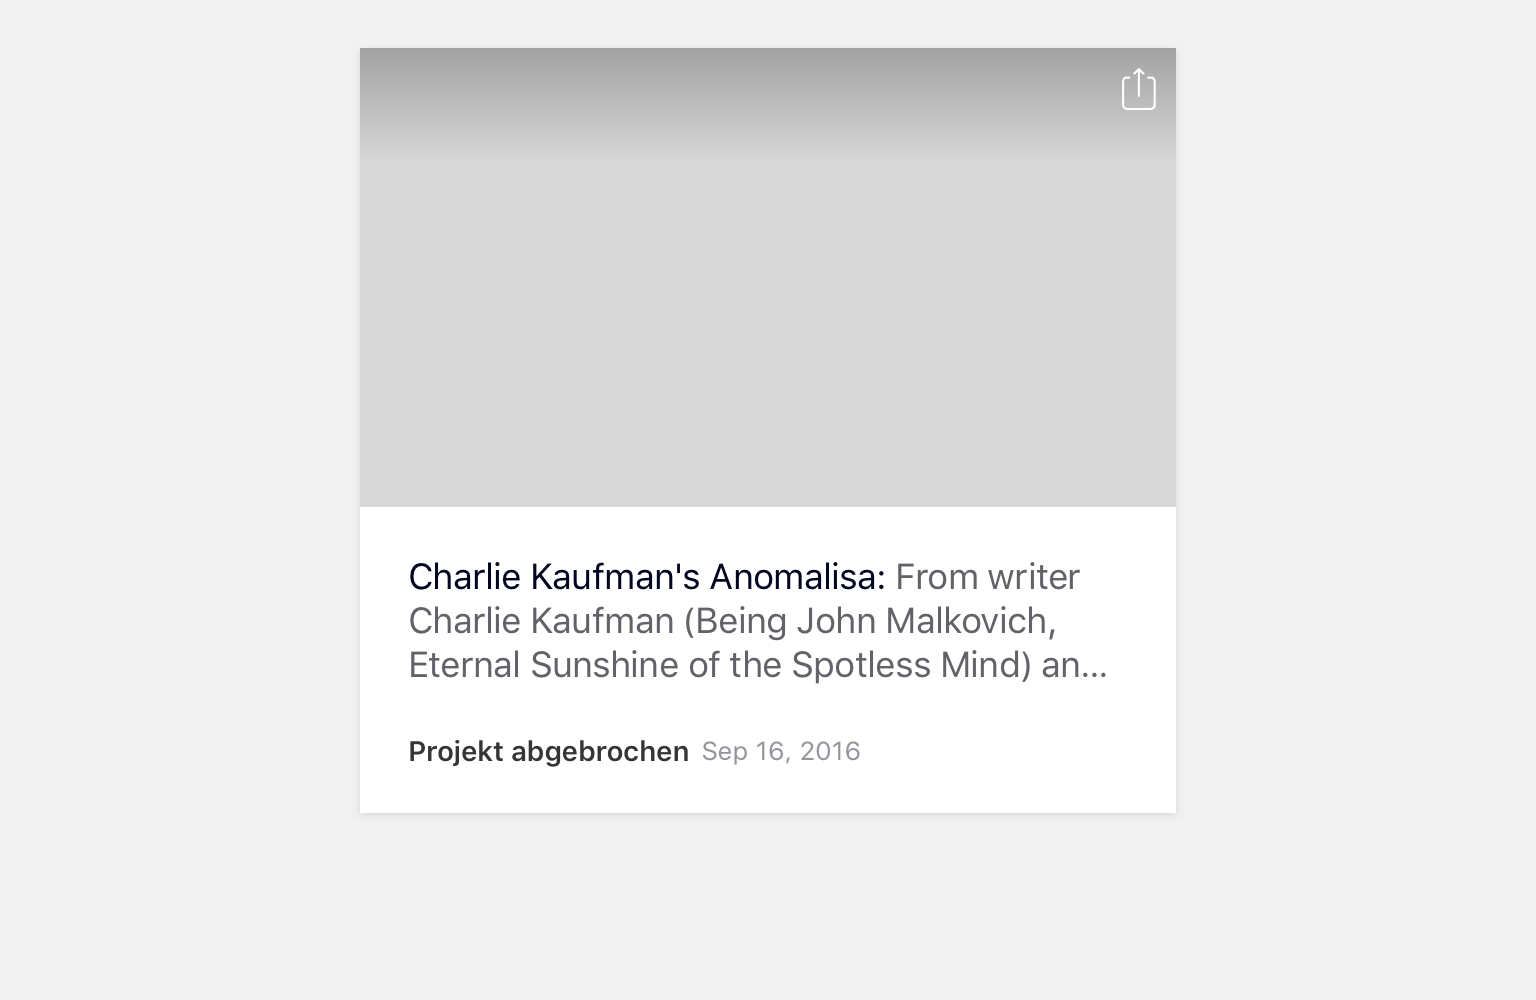 Charlie Kaufman's Anomalisa: From writer
Charlie Kaufman (Being John Malkovich,
Eternal Sunshine of the Spotless Mind) an...
Projekt abgebrochen Sep 16, 2016